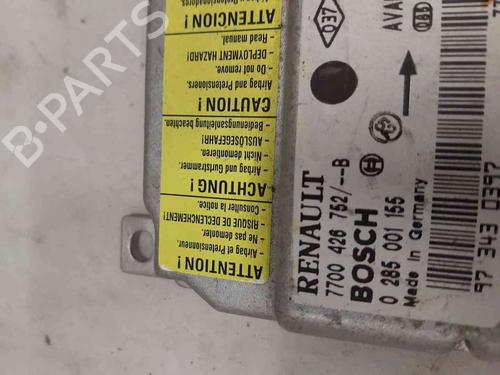 B-PARTS
ATTENCION !
- Read manual.
- DEPLOYMENT HAZARD!
- Do not remove.
Airbag and Pretensioners.
CAUTION !
- Bedienungsanleitung beachten.
- AUSLÖSEGEFAHR!
- Nicht demontieren.
- Airbag und Gurtstrammer.
ACHTUNG !
- Consulter la notice.
- RISQUE DE DECLENCHEMENT!
- Ne pas demonter.
- Airbag et Pretensionneur.
ATTENTION !
037
RENAULT
7700 426 752/--B
BOSCH
0 285 001 155
Made in Germany
97 343 0397